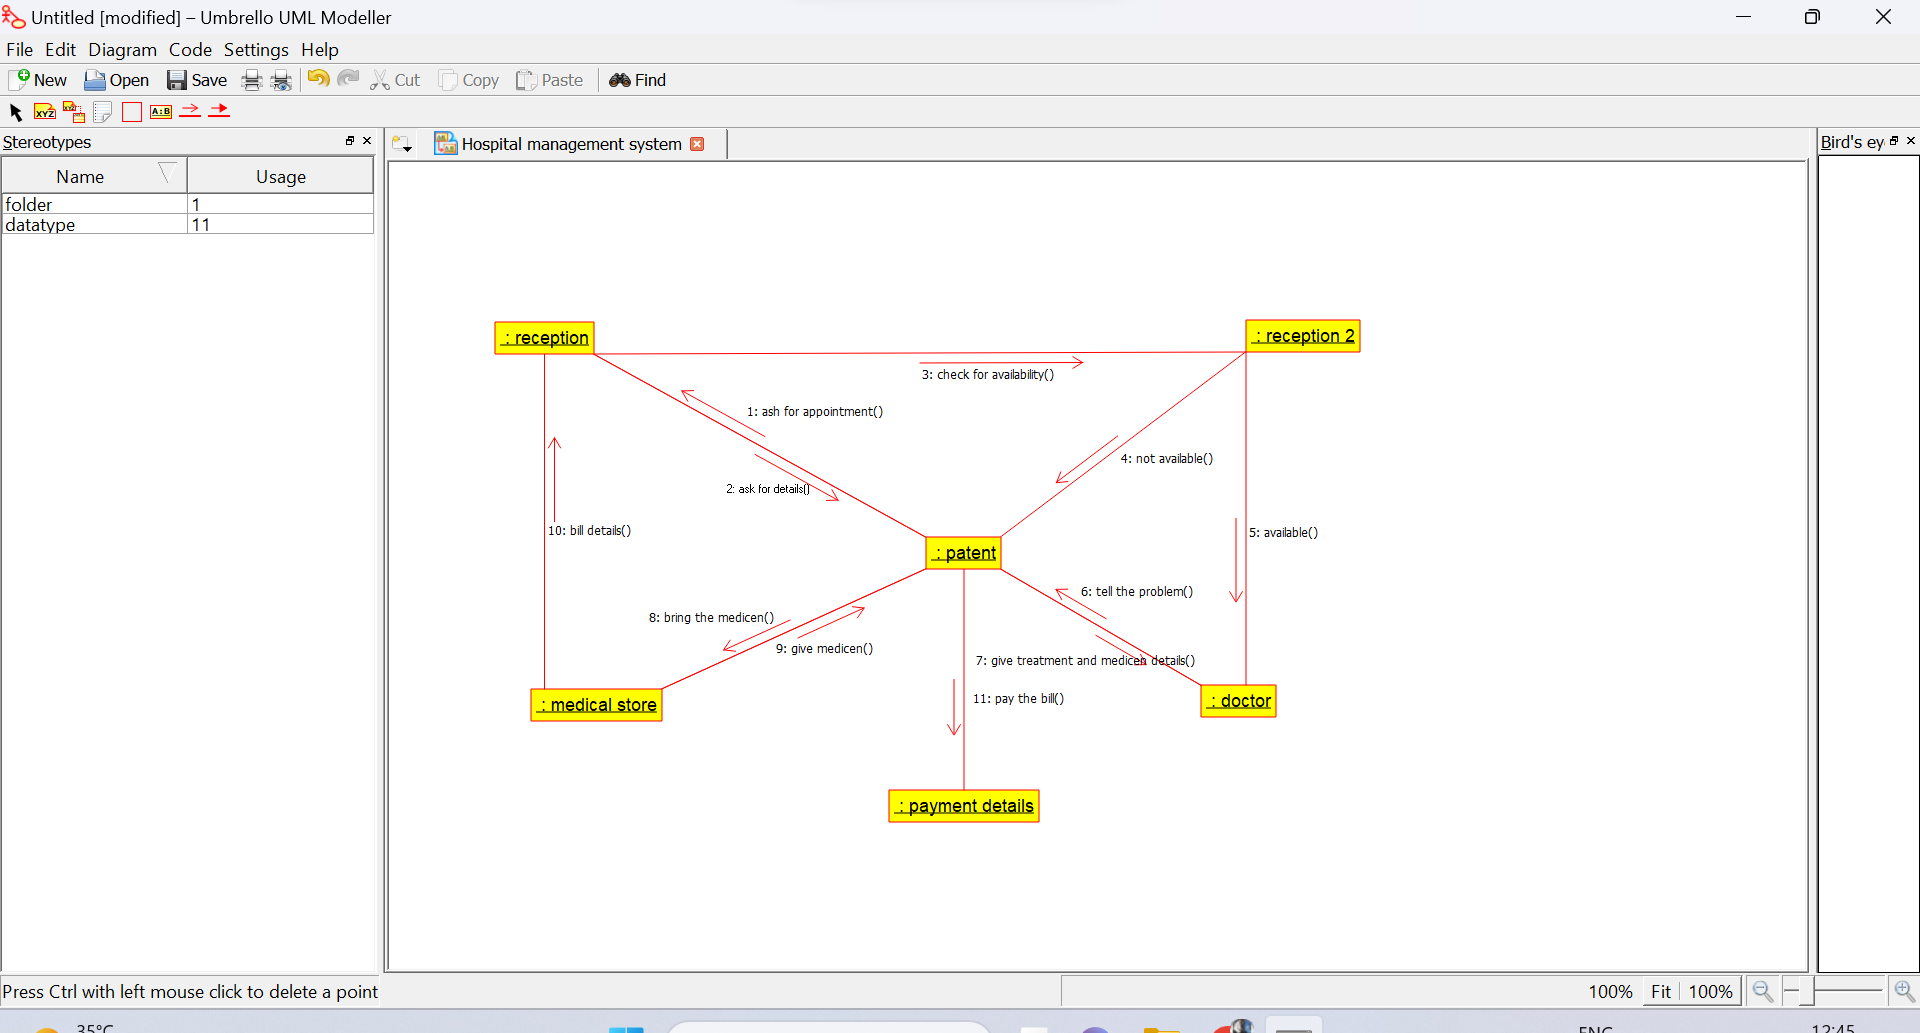 Untitled [modified] – Umbrello UML Modeller
File Edit Diagram Code Settings Help
New Open Save Cut Copy Paste Find
XYZ XYZ A:B
Stereotypes
Name Usage
folder 1
datatype 11
Hospital management system
Bird's ey
: reception
: reception 2
3: check for availability()
1: ash for appointment()
4: not available()
2: ask for details()
10: bill details()
5: available()
: patent
6: tell the problem()
8: bring the medicen()
9: give medicen()
7: give treatment and medicen details()
11: pay the bill()
: medical store
: doctor
: payment details
Press Ctrl with left mouse click to delete a point
100% Fit 100%
35°C
ENG
12:45